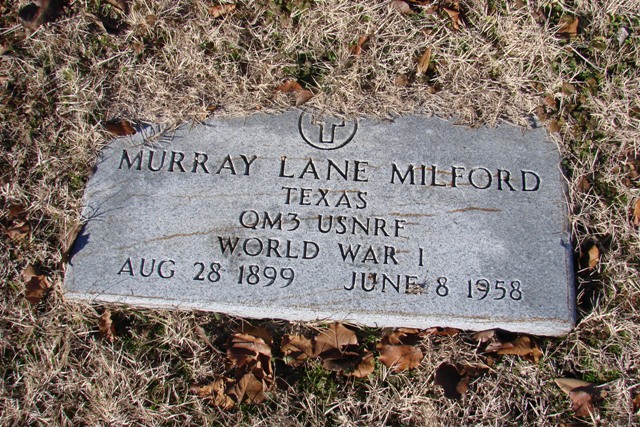 MURRAY LANE MILFORD
TEXAS
QM3 USNRF
WORLD WAR I
AUG 28 1899 JUNE 8 1958